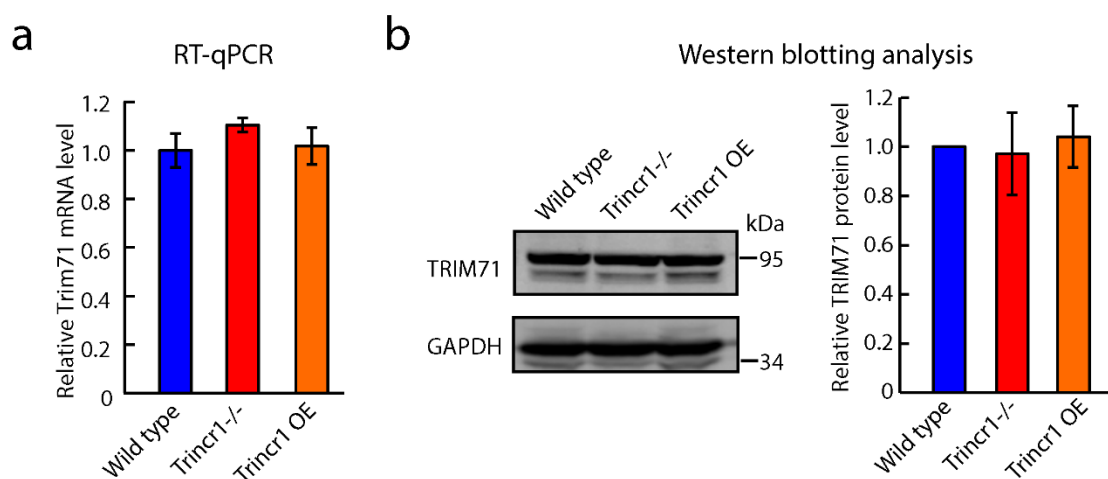 a
RT-qPCR
Relative Trim71 mRNA level
1.2
1.0
0.8
0.6
0.4
0.2
0
Wild type
Trincr1-/-
Trincr1 OE
b
Western blotting analysis
Wild type
Trincr1-/-
Trincr1 OE
kDa
TRIM71
95
GAPDH
34
Relative TRIM71 protein level
1.2
1.0
0.8
0.6
0.4
0.2
0
Wild type
Trincr1-/-
Trincr1 OE